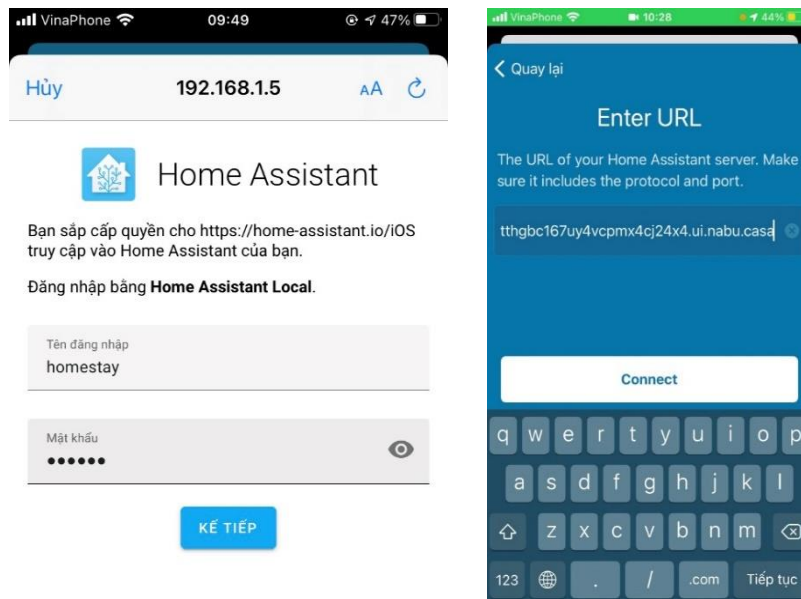 VinaPhone 09:49 47%
Hủy 192.168.1.5 AA
Home Assistant
Bạn sắp cấp quyền cho https://home-assistant.io/iOS
truy cập vào Home Assistant của bạn.
Đăng nhập bằng Home Assistant Local.
Tên đăng nhập
homestay
Mật khẩu
••••••
KẾ TIẾP
VinaPhone 10:28 44%
Quay lại
Enter URL
The URL of your Home Assistant server. Make
sure it includes the protocol and port.
tthgbc167uy4vcpmx4cj24x4.ui.nabu.casa
Connect
q w e r t y u i o p
a s d f g h j k l
z x c v b n m
123 . / .com Tiếp tục